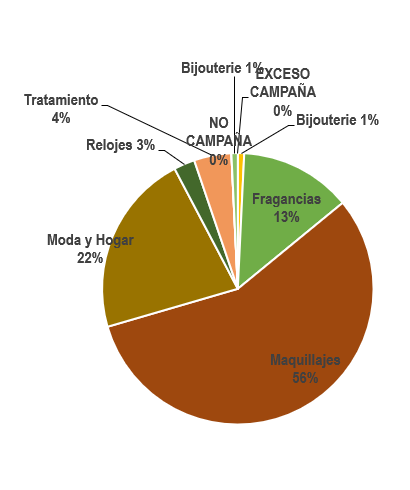 Bijouterie 1%
EXCESO
CAMPAÑA
0%
Bijouterie 1%
Fragancias
13%
Maquillajes
56%
Moda y Hogar
22%
Relojes 3%
Tratamiento
4%
NO
CAMPAÑA
0%